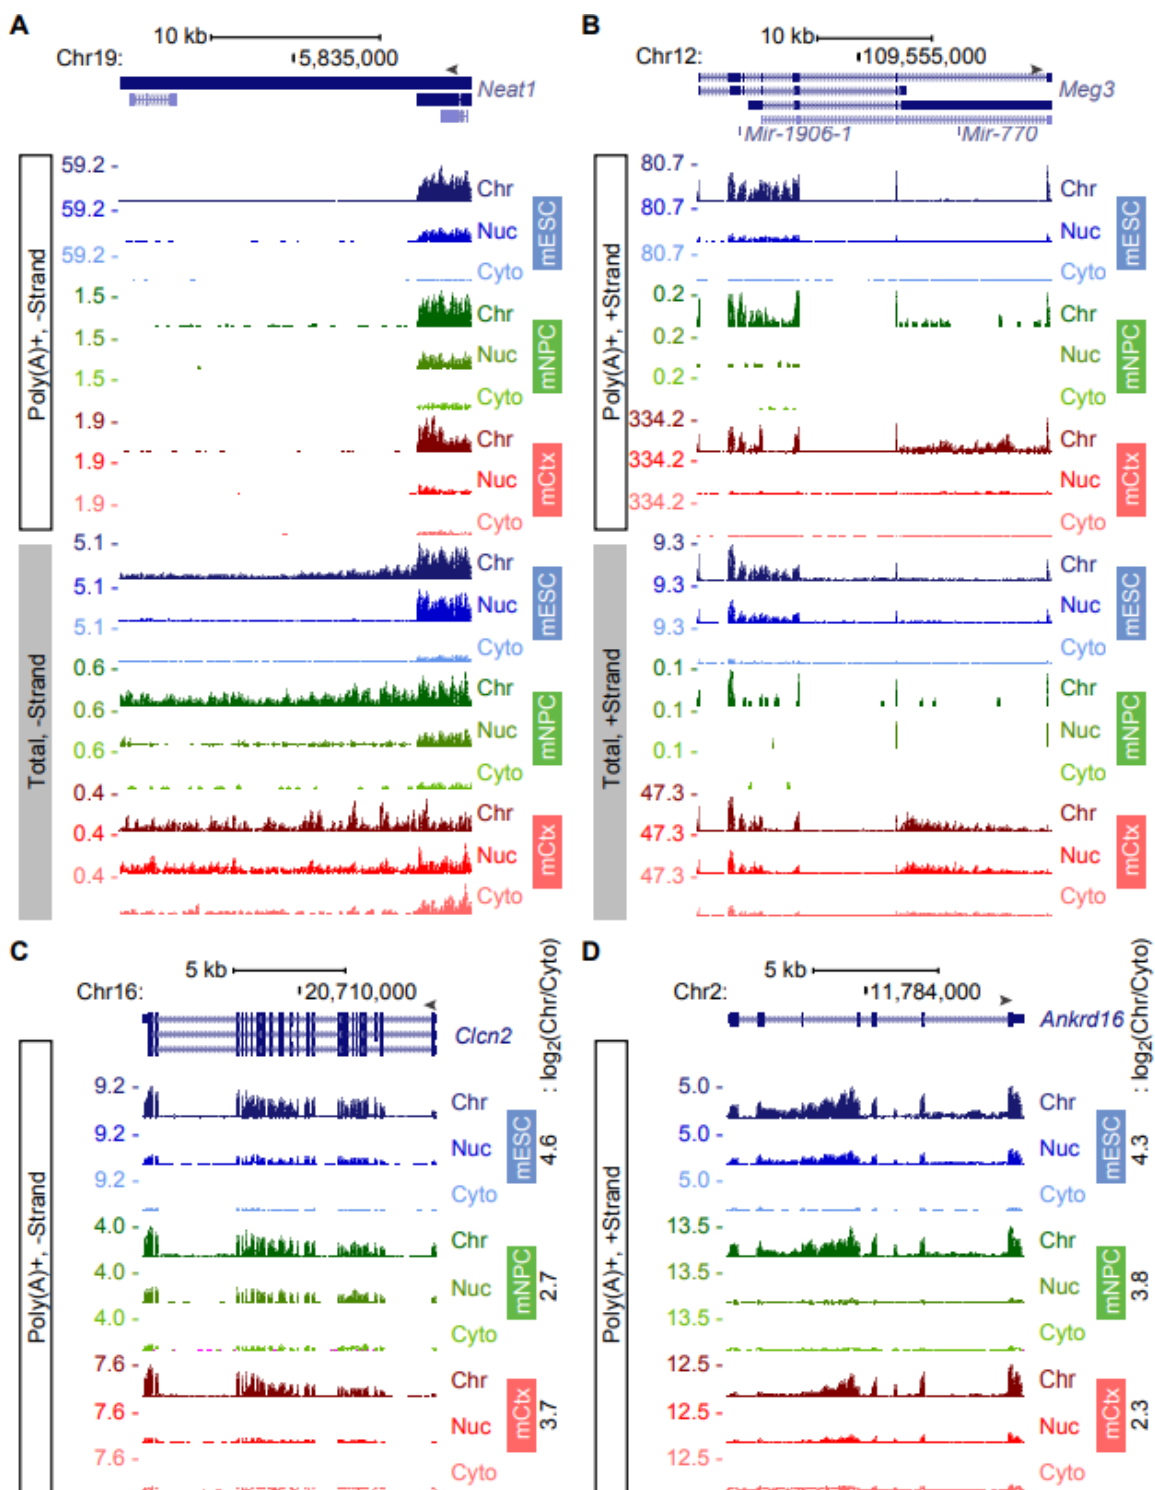 A
10 kb
Chr19:
5,835,000
Neat1
Poly(A)+, -Strand
59.2 -
Chr
59.2 -
Nuc
59.2 -
Cyto
mESC
1.5 -
Chr
1.5 -
Nuc
1.5 -
Cyto
mNPC
1.9 -
Chr
1.9 -
Nuc
1.9 -
Cyto
mCtx
Total, -Strand
5.1 -
Chr
5.1 -
Nuc
5.1 -
Cyto
mESC
0.6 -
Chr
0.6 -
Nuc
0.6 -
Cyto
mNPC
0.4 -
Chr
0.4 -
Nuc
0.4 -
Cyto
mCtx
B
10 kb
Chr12:
109,555,000
Meg3
Mir-1906-1
Mir-770
Poly(A)+, +Strand
80.7 -
Chr
80.7 -
Nuc
80.7 -
Cyto
mESC
0.2 -
Chr
0.2 -
Nuc
0.2 -
Cyto
mNPC
334.2 -
Chr
334.2 -
Nuc
334.2 -
Cyto
mCtx
Total, +Strand
9.3 -
Chr
9.3 -
Nuc
9.3 -
Cyto
mESC
0.1 -
Chr
0.1 -
Nuc
0.1 -
Cyto
mNPC
47.3 -
Chr
47.3 -
Nuc
47.3 -
Cyto
mCtx
C
5 kb
Chr16:
20,710,000
Clcn2
: log2(Chr/Cyto)
Poly(A)+, -Strand
9.2 -
Chr
9.2 -
Nuc
9.2 -
Cyto
mESC
4.6
4.0 -
Chr
4.0 -
Nuc
4.0 -
Cyto
mNPC
2.7
7.6 -
Chr
7.6 -
Nuc
7.6 -
Cyto
mCtx
3.7
D
5 kb
Chr2:
11,784,000
Ankrd16
: log2(Chr/Cyto)
Poly(A)+, +Strand
5.0 -
Chr
5.0 -
Nuc
5.0 -
Cyto
mESC
4.3
13.5 -
Chr
13.5 -
Nuc
13.5 -
Cyto
mNPC
3.8
12.5 -
Chr
12.5 -
Nuc
12.5 -
Cyto
mCtx
2.3